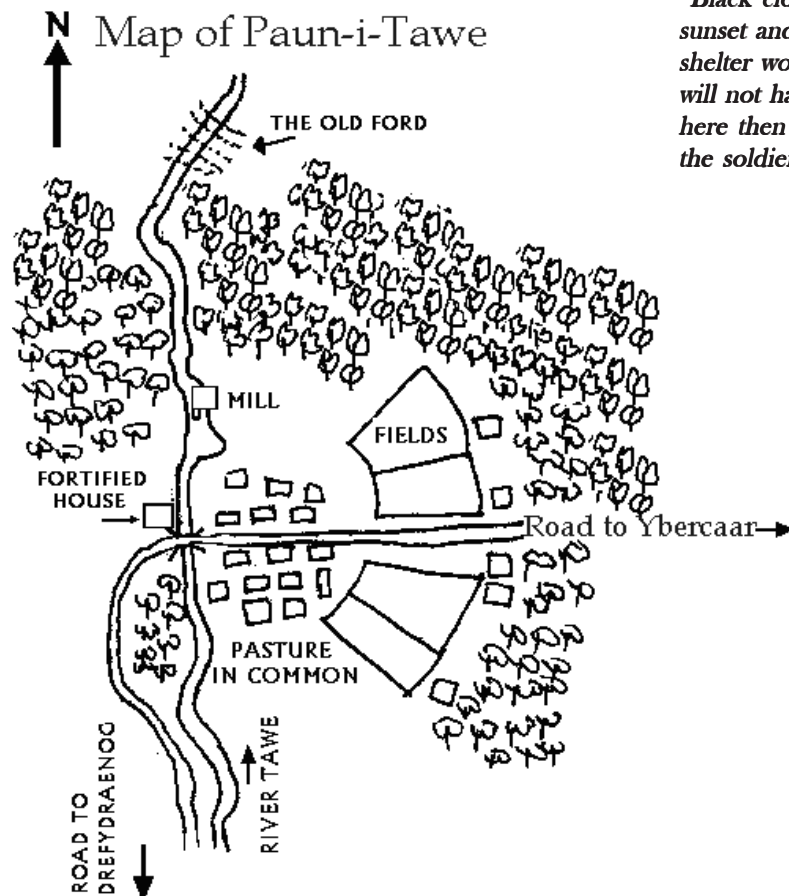 N
Map of Paun-i-Tawe
"Black clo
sunset and
shelter wo
will not ha
here then
the soldier
THE OLD FORD
MILL
FIELDS
FORTIFIED
HOUSE
Road to Ybercaar
PASTURE
IN COMMON
RIVER TAWE
ROAD TO
DREFYDRAENOG